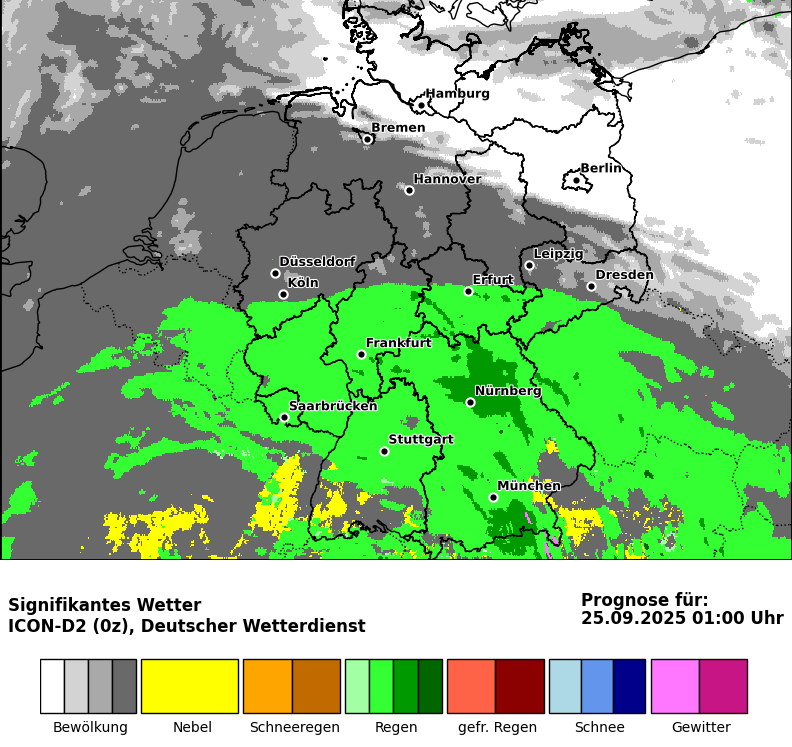 Hamburg
Bremen
Berlin
Hannover
Leipzig
Düsseldorf
Dresden
Köln
Erfurt
Frankfurt
Nürnberg
Saarbrücken
Stuttgart
München
Signifikantes Wetter
ICON-D2 (0z), Deutscher Wetterdienst
Prognose für:
25.09.2025 01:00 Uhr
Bewölkung
Nebel
Schneeregen
Regen
gefr. Regen
Schnee
Gewitter